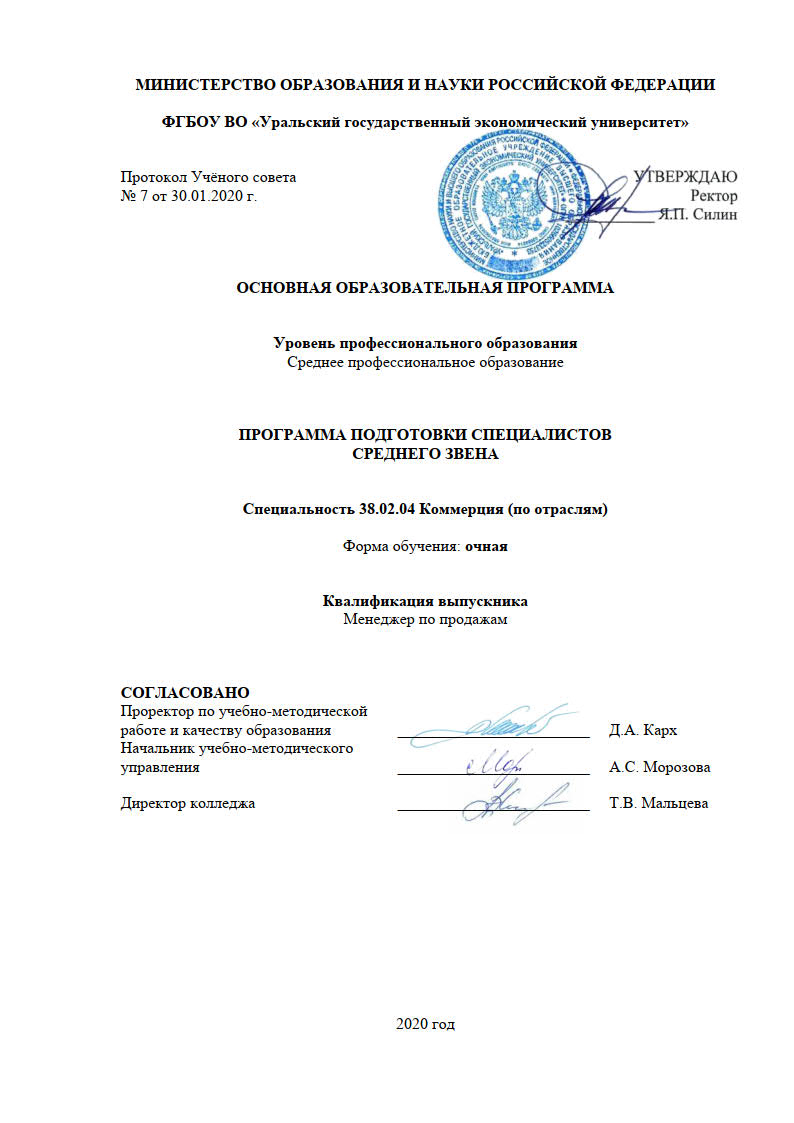 МИНИСТЕРСТВО ОБРАЗОВАНИЯ И НАУКИ РОССИЙСКОЙ ФЕДЕРАЦИИ
ФГБОУ ВО «Уральский государственный экономический университет»
Протокол Учёного совета
№ 7 от 30.01.2020 г.
УТВЕРЖДАЮ
Ректор
Я.П. Силин
ОСНОВНАЯ ОБРАЗОВАТЕЛЬНАЯ ПРОГРАММА
Уровень профессионального образования
Среднее профессиональное образование
ПРОГРАММА ПОДГОТОВКИ СПЕЦИАЛИСТОВ
СРЕДНЕГО ЗВЕНА
Специальность 38.02.04 Коммерция (по отраслям)
Форма обучения: очная
Квалификация выпускника
Менеджер по продажам
СОГЛАСОВАНО
Проректор по учебно-методической
работе и качеству образования Д.А. Карх
Начальник учебно-методического
управления А.С. Морозова
Директор колледжа Т.В. Мальцева
2020 год